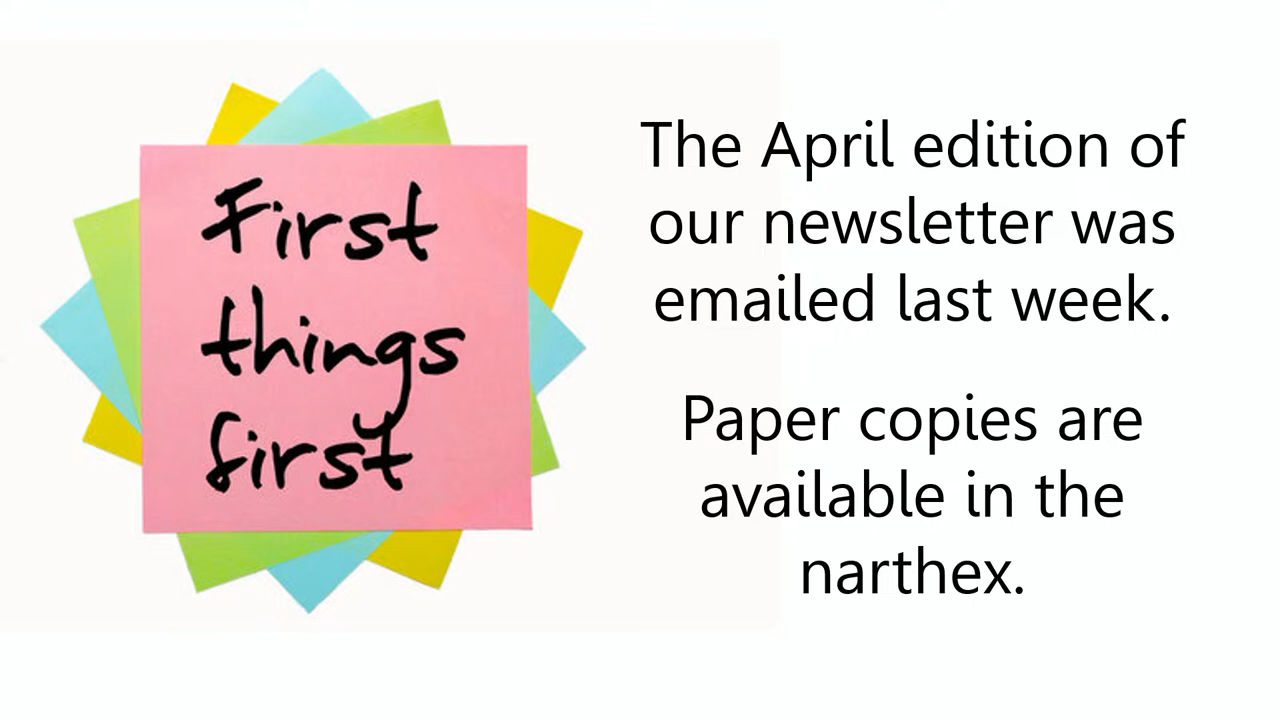 First
things
first
The April edition of
our newsletter was
emailed last week.
Paper copies are
available in the
narthex.